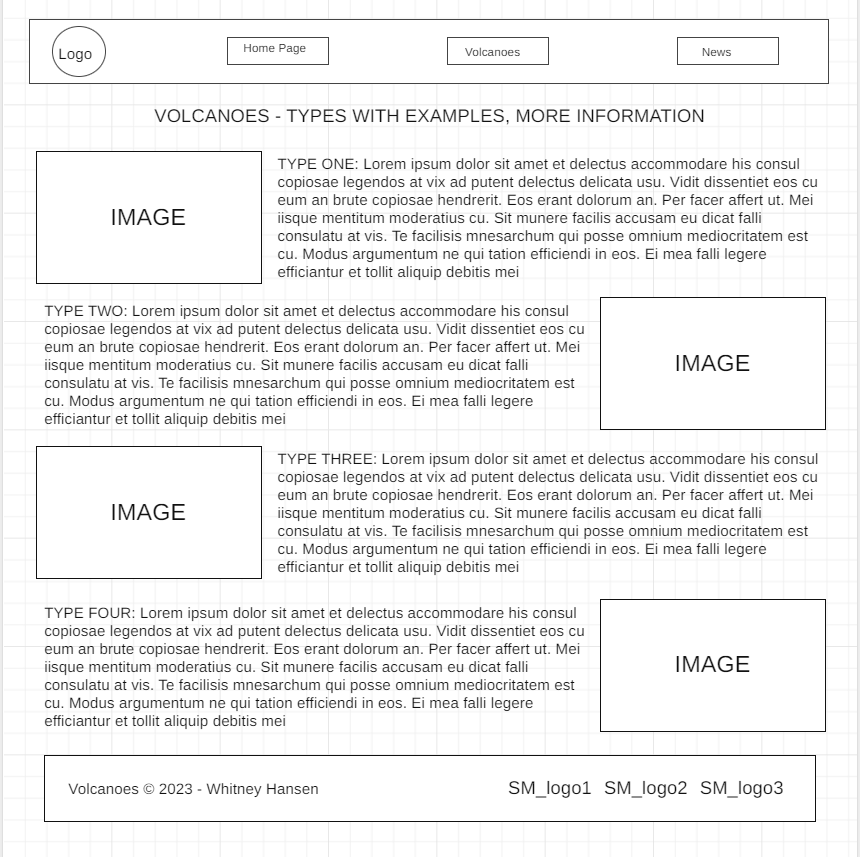 Logo
Home Page
Volcanoes
News
VOLCANOES - TYPES WITH EXAMPLES, MORE INFORMATION
IMAGE
TYPE ONE: Lorem ipsum dolor sit amet et delectus accommodare his consul
copiosae legendos at vix ad putent delectus delicata usu. Vidit dissentiet eos cu
eum an brute copiosae hendrerit. Eos erant dolorum an. Per facer affert ut. Mei
iisque mentitum moderatius cu. Sit munere facilis accusam eu dicat falli
consulatu at vis. Te facilisis mnesarchum qui posse omnium mediocritatem est
cu. Modus argumentum ne qui tation efficiendi in eos. Ei mea falli legere
efficiantur et tollit aliquip debitis mei
TYPE TWO: Lorem ipsum dolor sit amet et delectus accommodare his consul
copiosae legendos at vix ad putent delectus delicata usu. Vidit dissentiet eos cu
eum an brute copiosae hendrerit. Eos erant dolorum an. Per facer affert ut. Mei
iisque mentitum moderatius cu. Sit munere facilis accusam eu dicat falli
consulatu at vis. Te facilisis mnesarchum qui posse omnium mediocritatem est
cu. Modus argumentum ne qui tation efficiendi in eos. Ei mea falli legere
efficiantur et tollit aliquip debitis mei
IMAGE
IMAGE
TYPE THREE: Lorem ipsum dolor sit amet et delectus accommodare his consul
copiosae legendos at vix ad putent delectus delicata usu. Vidit dissentiet eos cu
eum an brute copiosae hendrerit. Eos erant dolorum an. Per facer affert ut. Mei
iisque mentitum moderatius cu. Sit munere facilis accusam eu dicat falli
consulatu at vis. Te facilisis mnesarchum qui posse omnium mediocritatem est
cu. Modus argumentum ne qui tation efficiendi in eos. Ei mea falli legere
efficiantur et tollit aliquip debitis mei
TYPE FOUR: Lorem ipsum dolor sit amet et delectus accommodare his consul
copiosae legendos at vix ad putent delectus delicata usu. Vidit dissentiet eos cu
eum an brute copiosae hendrerit. Eos erant dolorum an. Per facer affert ut. Mei
iisque mentitum moderatius cu. Sit munere facilis accusam eu dicat falli
consulatu at vis. Te facilisis mnesarchum qui posse omnium mediocritatem est
cu. Modus argumentum ne qui tation efficiendi in eos. Ei mea falli legere
efficiantur et tollit aliquip debitis mei
IMAGE
Volcanoes © 2023 - Whitney Hansen
SM_logo1 SM_logo2 SM_logo3